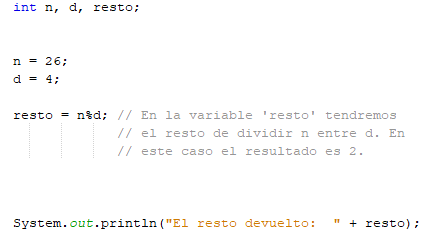 int n, d, resto;
n = 26;
d = 4;
resto = n%d; // En la variable 'resto' tendremos
// el resto de dividir n entre d. En
// este caso el resultado es 2.
System.out.println("El resto devuelto:  " + resto);